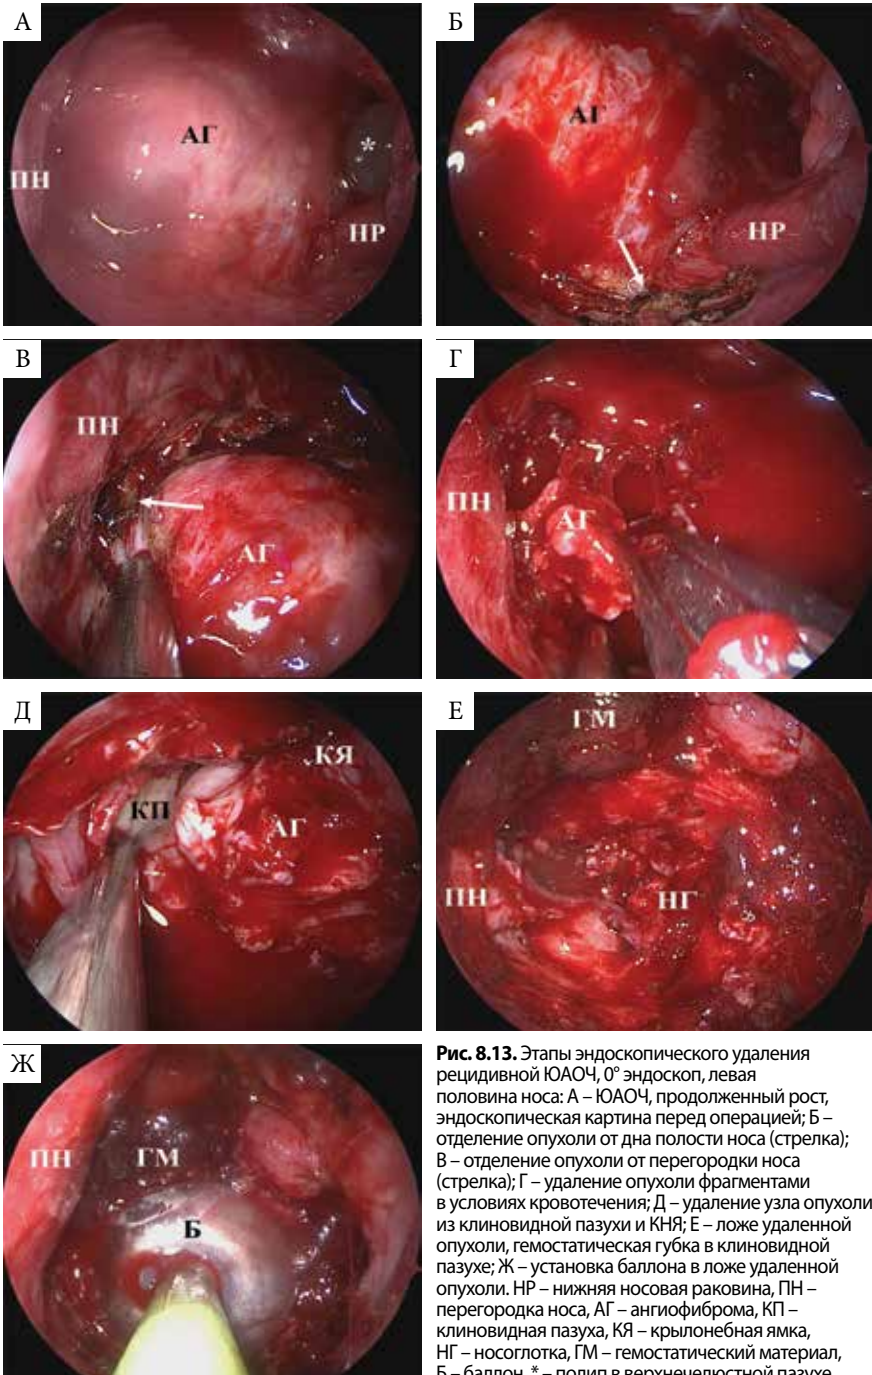 А
АГ
*
ПН
НР
Б
АГ
НР
В
ПН
АГ
Г
ПН
АГ
Д
КЯ
КП
АГ
Е
ГМ
ПН
НГ
Ж
ПН
ГМ
Б
Рис. 8.13. Этапы эндоскопического удаления
рецидивной ЮАОЧ, 0° эндоскоп, левая
половина носа: А – ЮАОЧ, продолженный рост,
эндоскопическая картина перед операцией; Б –
отделение опухоли от дна полости носа (стрелка);
В – отделение опухоли от перегородки носа
(стрелка); Г – удаление опухоли фрагментами
в условиях кровотечения; Д – удаление узла опухоли
из клиновидной пазухи и КНЯ; Е – ложе удаленной
опухоли, гемостатическая губка в клиновидной
пазухе; Ж – установка баллона в ложе удаленной
опухоли. НР – нижняя носовая раковина, ПН –
перегородка носа, АГ – ангиофиброма, КП –
клиновидная пазуха, КЯ – крылонебная ямка,
НГ – носоглотка, ГМ – гемостатический материал,
Б – баллон, * – полип в верхнечелюстной пазухе